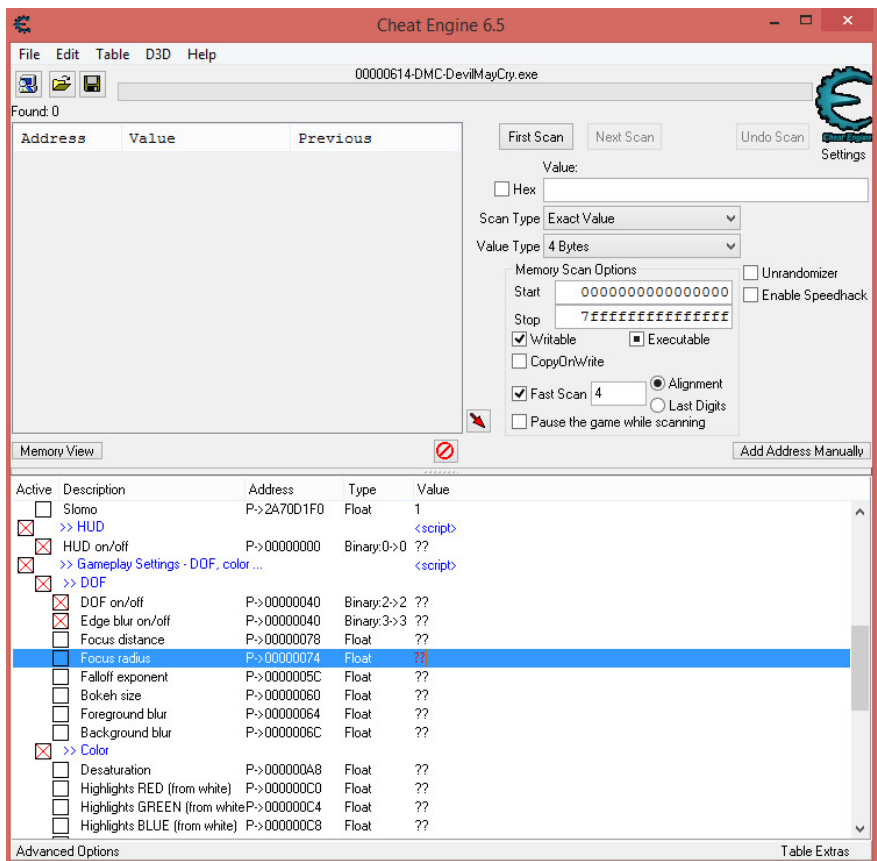 Cheat Engine 6.5
File Edit Table D3D Help
00000614-DMC-DevilMayCry.exe
Found: 0
Address Value Previous
First Scan Next Scan Undo Scan
Cheat Engine
Settings
Value:
Hex
Scan Type Exact Value
Value Type 4 Bytes
Memory Scan Options
Unrandomizer
Start 0000000000000000
Enable Speedhack
Stop 7fffffffffffffff
Writable Executable
CopyOnWrite
Fast Scan 4 Alignment
Last Digits
Pause the game while scanning
Memory View Add Address Manually
Active Description Address Type Value
Slomo P->2A70D1F0 Float 1
>> HUD <script>
HUD on/off P->00000000 Binary:0->0 ??
>> Gameplay Settings - DOF, color ... <script>
>> DOF
DOF on/off P->00000040 Binary:2->2 ??
Edge blur on/off P->00000040 Binary:3->3 ??
Focus distance P->00000078 Float ??
Focus radius P->00000074 Float ??
Falloff exponent P->0000005C Float ??
Bokeh size P->00000060 Float ??
Foreground blur P->00000064 Float ??
Background blur P->0000006C Float ??
>> Color
Desaturation P->000000A8 Float ??
Highlights RED (from white) P->000000C0 Float ??
Highlights GREEN (from white P->000000C4 Float ??
Highlights BLUE (from white) P->000000C8 Float ??
Advanced Options Table Extras